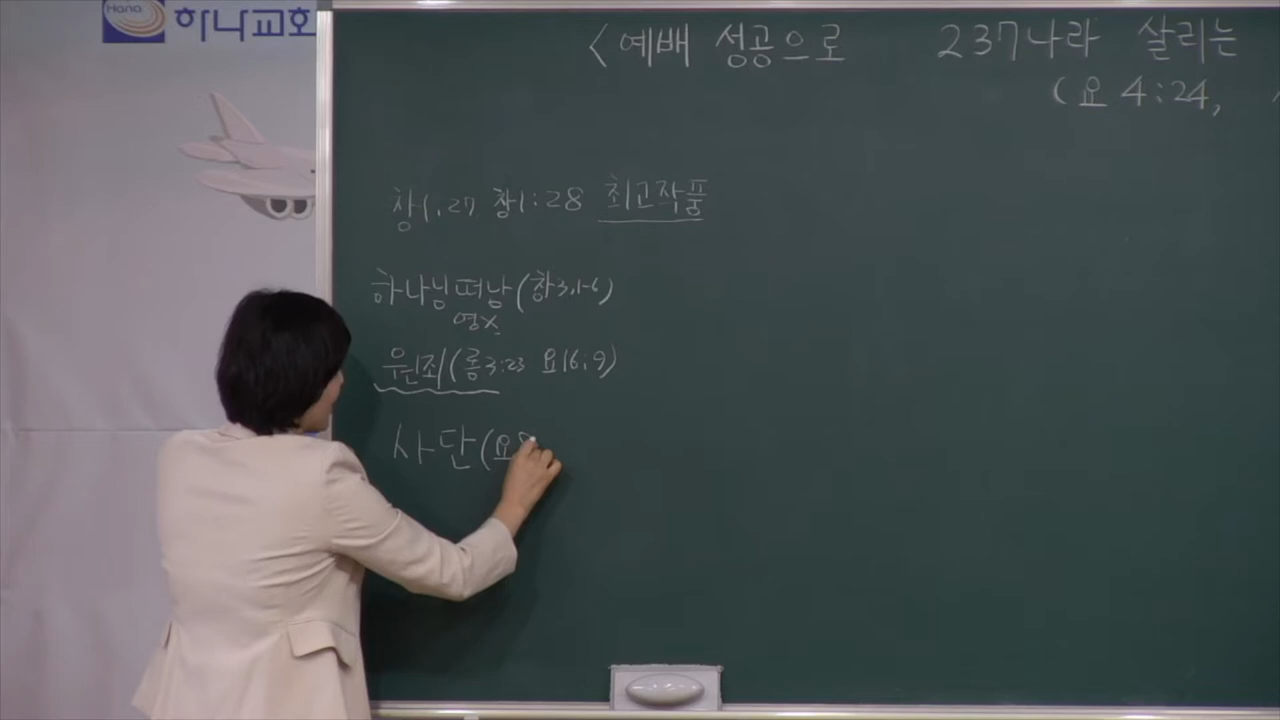 Hana
하나교회
<예배 성공으로 237나라 살리는
(요 4:24,
창1.27 창1:28 최고작품
하나님떠남(창3.1-6)
영x
원죄(롬3:23 요16:9)
사단(요8